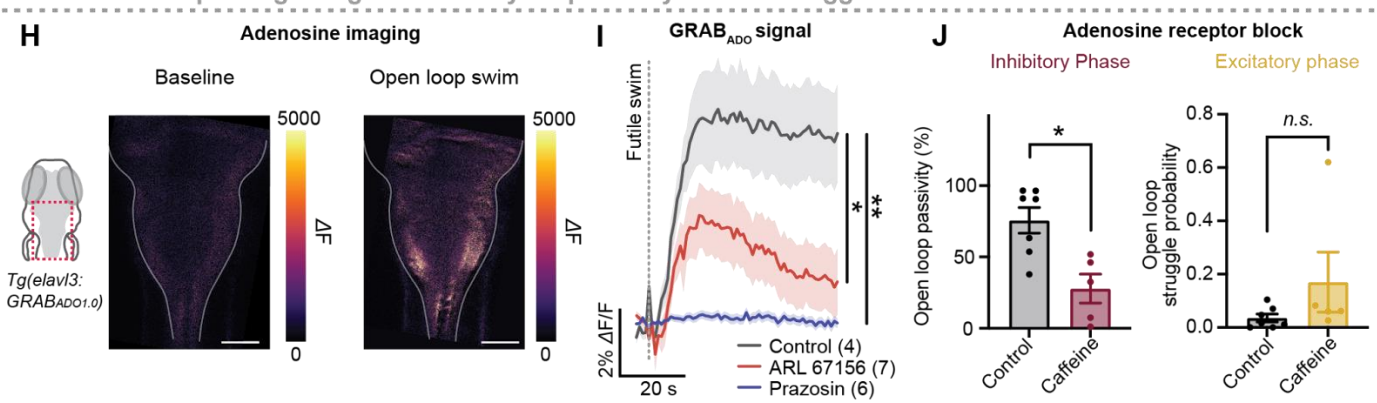 H
Adenosine imaging
Baseline
Open loop swim
5000
0
ΔF
5000
0
ΔF
Tg(elavl3:
GRABADO1.0)
I
GRABADO signal
Futile swim
2% ΔF/F
20 s
*
**
Control (4)
ARL 67156 (7)
Prazosin (6)
J
Adenosine receptor block
Inhibitory Phase
Open loop passivity (%)
100
50
0
*
Control
Caffeine
Excitatory phase
Open loop
struggle probability
0.8
0.6
0.4
0.2
0.0
n.s.
Control
Caffeine